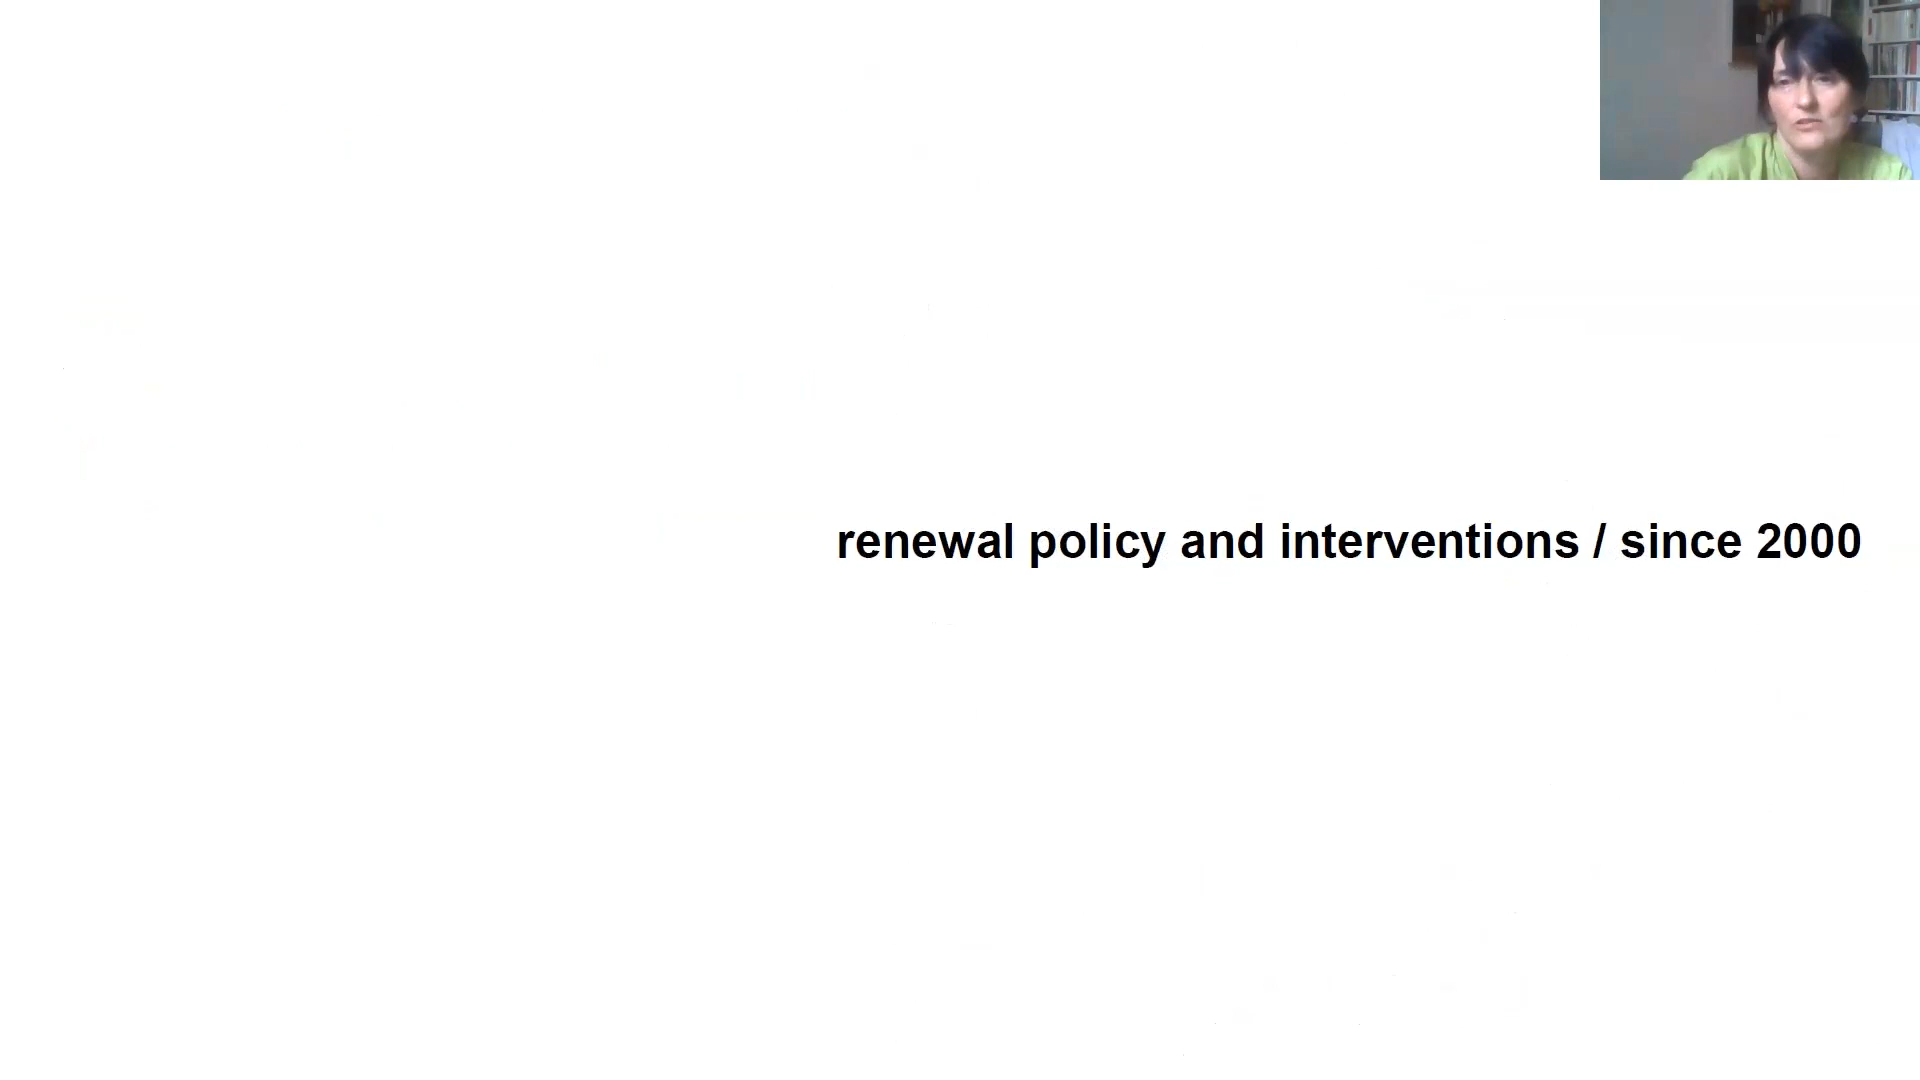 renewal policy and interventions / since 2000